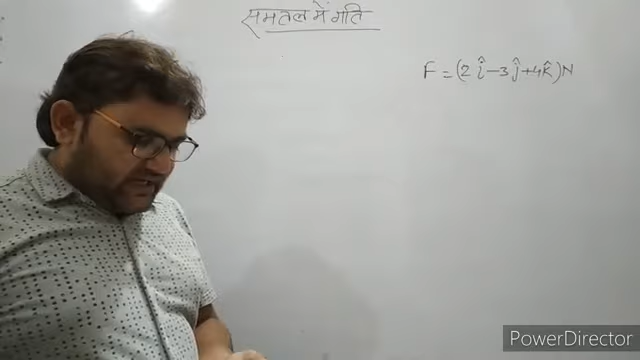 समतल में गति
F = (2î-3ĵ+4k̂)N
PowerDirector